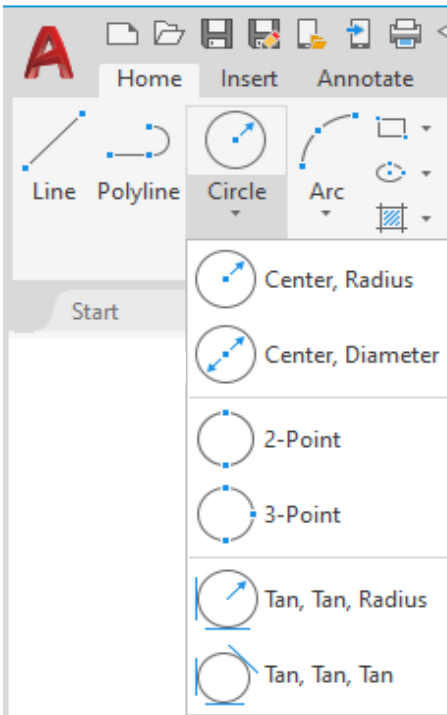 Home Insert Annotate
Line Polyline Circle Arc
Start
Center, Radius
Center, Diameter
2-Point
3-Point
Tan, Tan, Radius
Tan, Tan, Tan